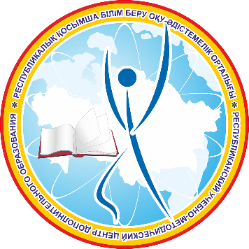 РЕСПУБЛИКАЛЫҚ ҚОСЫМША БІЛІМ БЕРУ ОҚУ-ӘДІСТЕМЕЛІК ОРТАЛЫҒЫ
РЕСПУБЛИКАНСКИЙ УЧЕБНО-МЕТОДИЧЕСКИЙ ЦЕНТР ДОПОЛНИТЕЛЬНОГО ОБРАЗОВАНИЯ